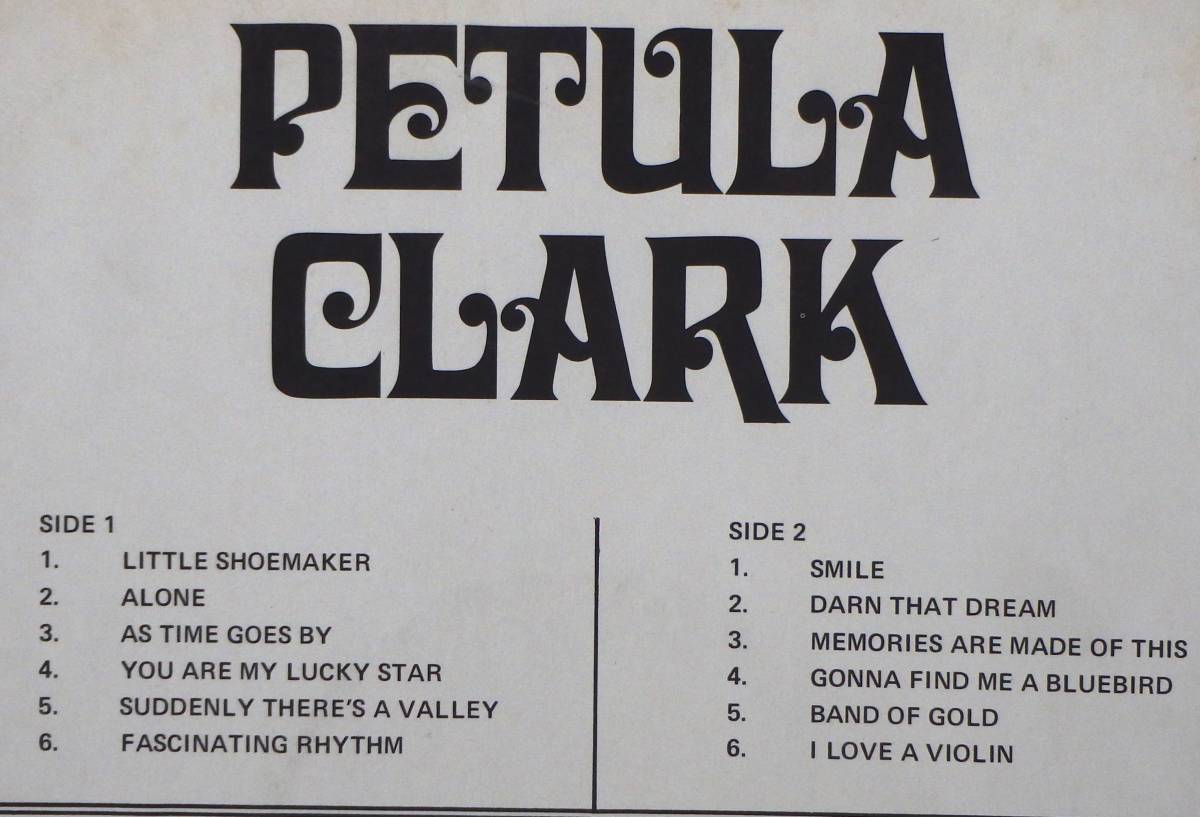 PETULA
CLARK
SIDE 1
1. LITTLE SHOEMAKER
2. ALONE
3. AS TIME GOES BY
4. YOU ARE MY LUCKY STAR
5. SUDDENLY THERE'S A VALLEY
6. FASCINATING RHYTHM
SIDE 2
1. SMILE
2. DARN THAT DREAM
3. MEMORIES ARE MADE OF THIS
4. GONNA FIND ME A BLUEBIRD
5. BAND OF GOLD
6. I LOVE A VIOLIN